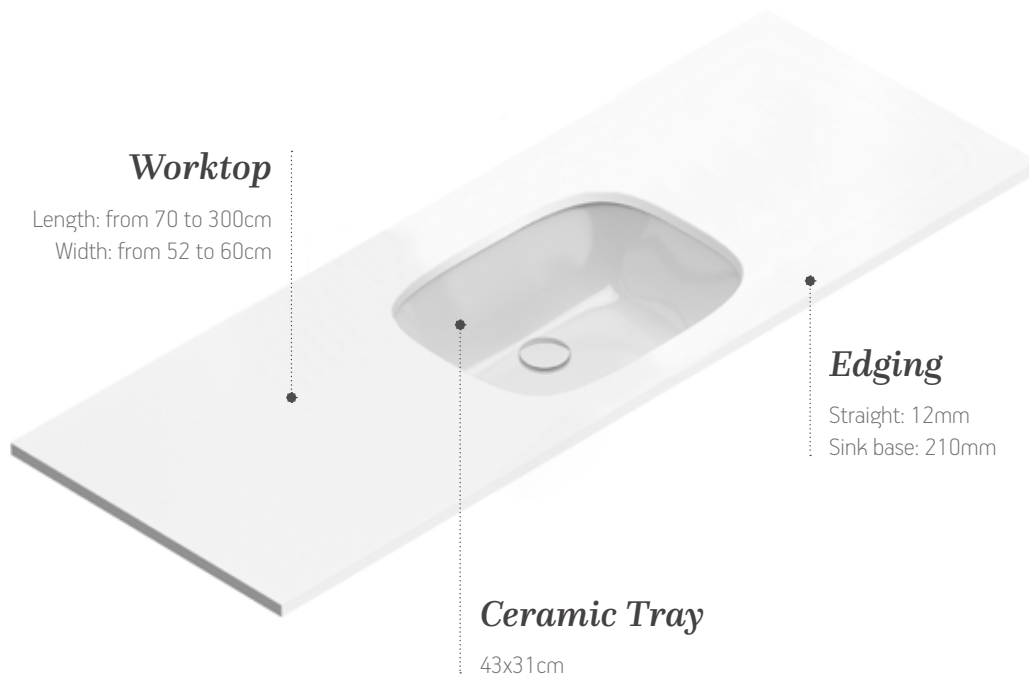 Worktop
Length: from 70 to 300cm
Width: from 52 to 60cm
Edging
Straight: 12mm
Sink base: 210mm
Ceramic Tray
43x31cm